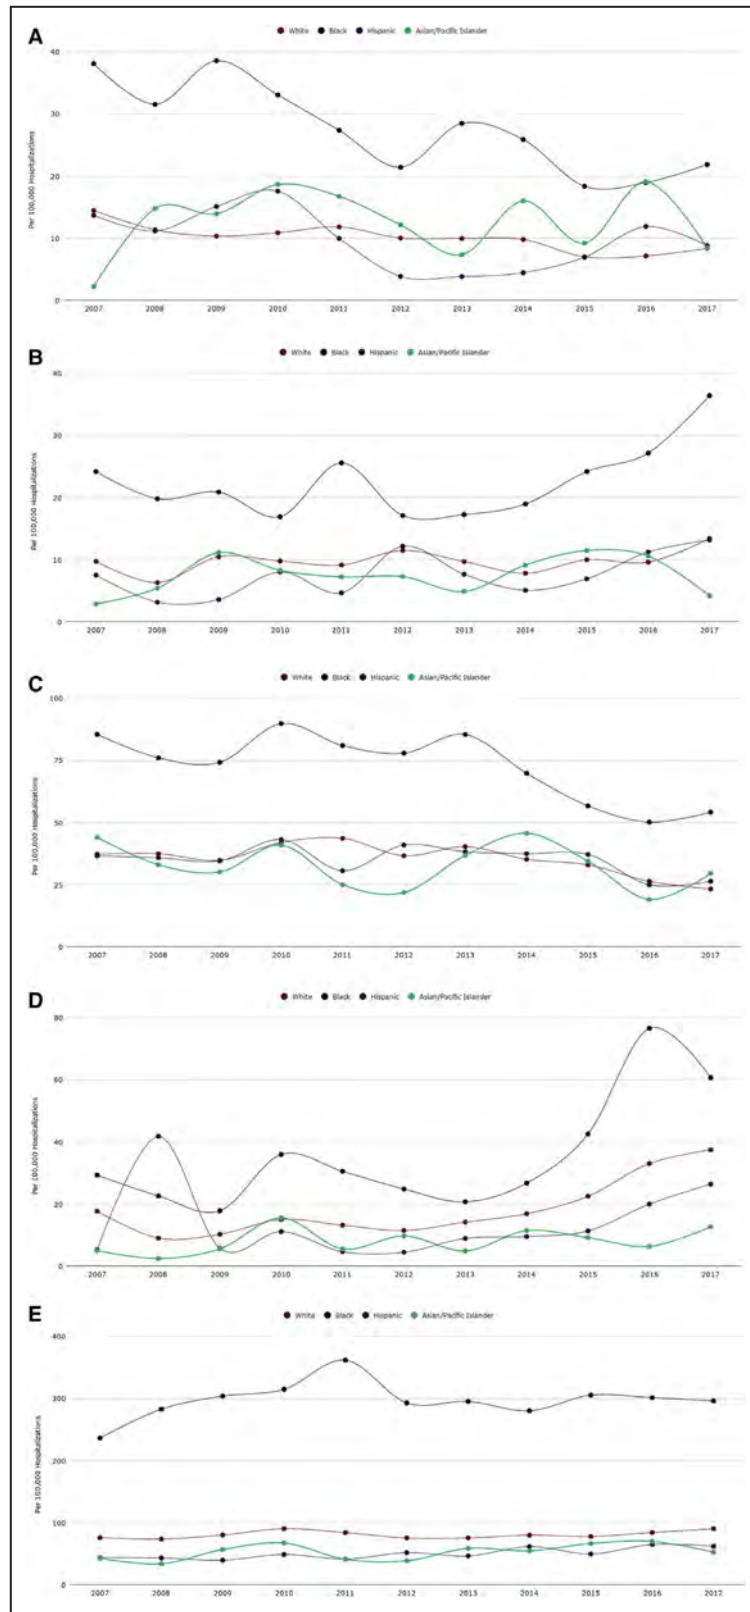 A
White Black Hispanic Asian/Pacific Islander
40
30
20
10
0
Per 100,000 Hospitalizations
2007 2008 2009 2010 2011 2012 2013 2014 2015 2016 2017
B
White Black Hispanic Asian/Pacific Islander
40
30
20
10
0
Per 100,000 Hospitalizations
2007 2008 2009 2010 2011 2012 2013 2014 2015 2016 2017
C
White Black Hispanic Asian/Pacific Islander
100
75
50
25
0
Per 100,000 Hospitalizations
2007 2008 2009 2010 2011 2012 2013 2014 2015 2016 2017
D
White Black Hispanic Asian/Pacific Islander
80
60
40
20
0
Per 100,000 Hospitalizations
2007 2008 2009 2010 2011 2012 2013 2014 2015 2016 2017
E
White Black Hispanic Asian/Pacific Islander
400
300
200
100
0
Per 100,000 Hospitalizations
2007 2008 2009 2010 2011 2012 2013 2014 2015 2016 2017